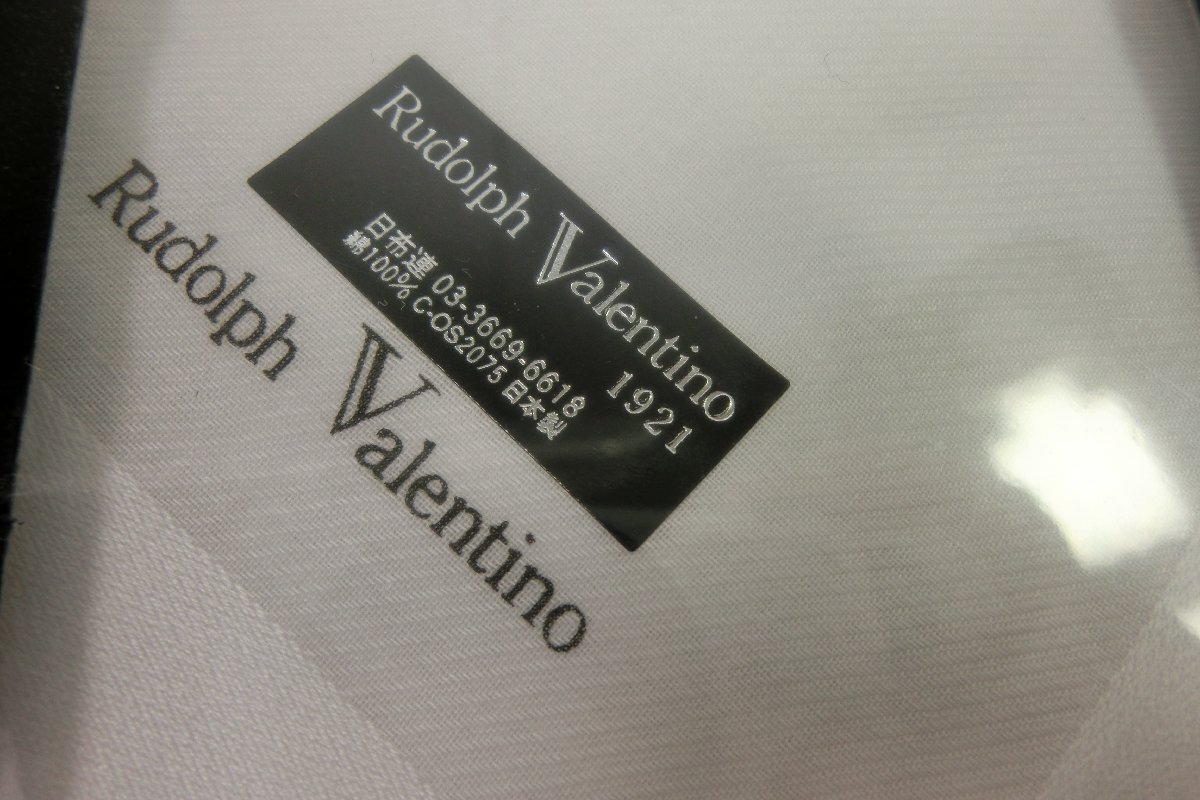 Rudolph Valentino
1921
日布連 03-3669-6618
綿100% C-OS2075 日本製
Rudolph Valentino